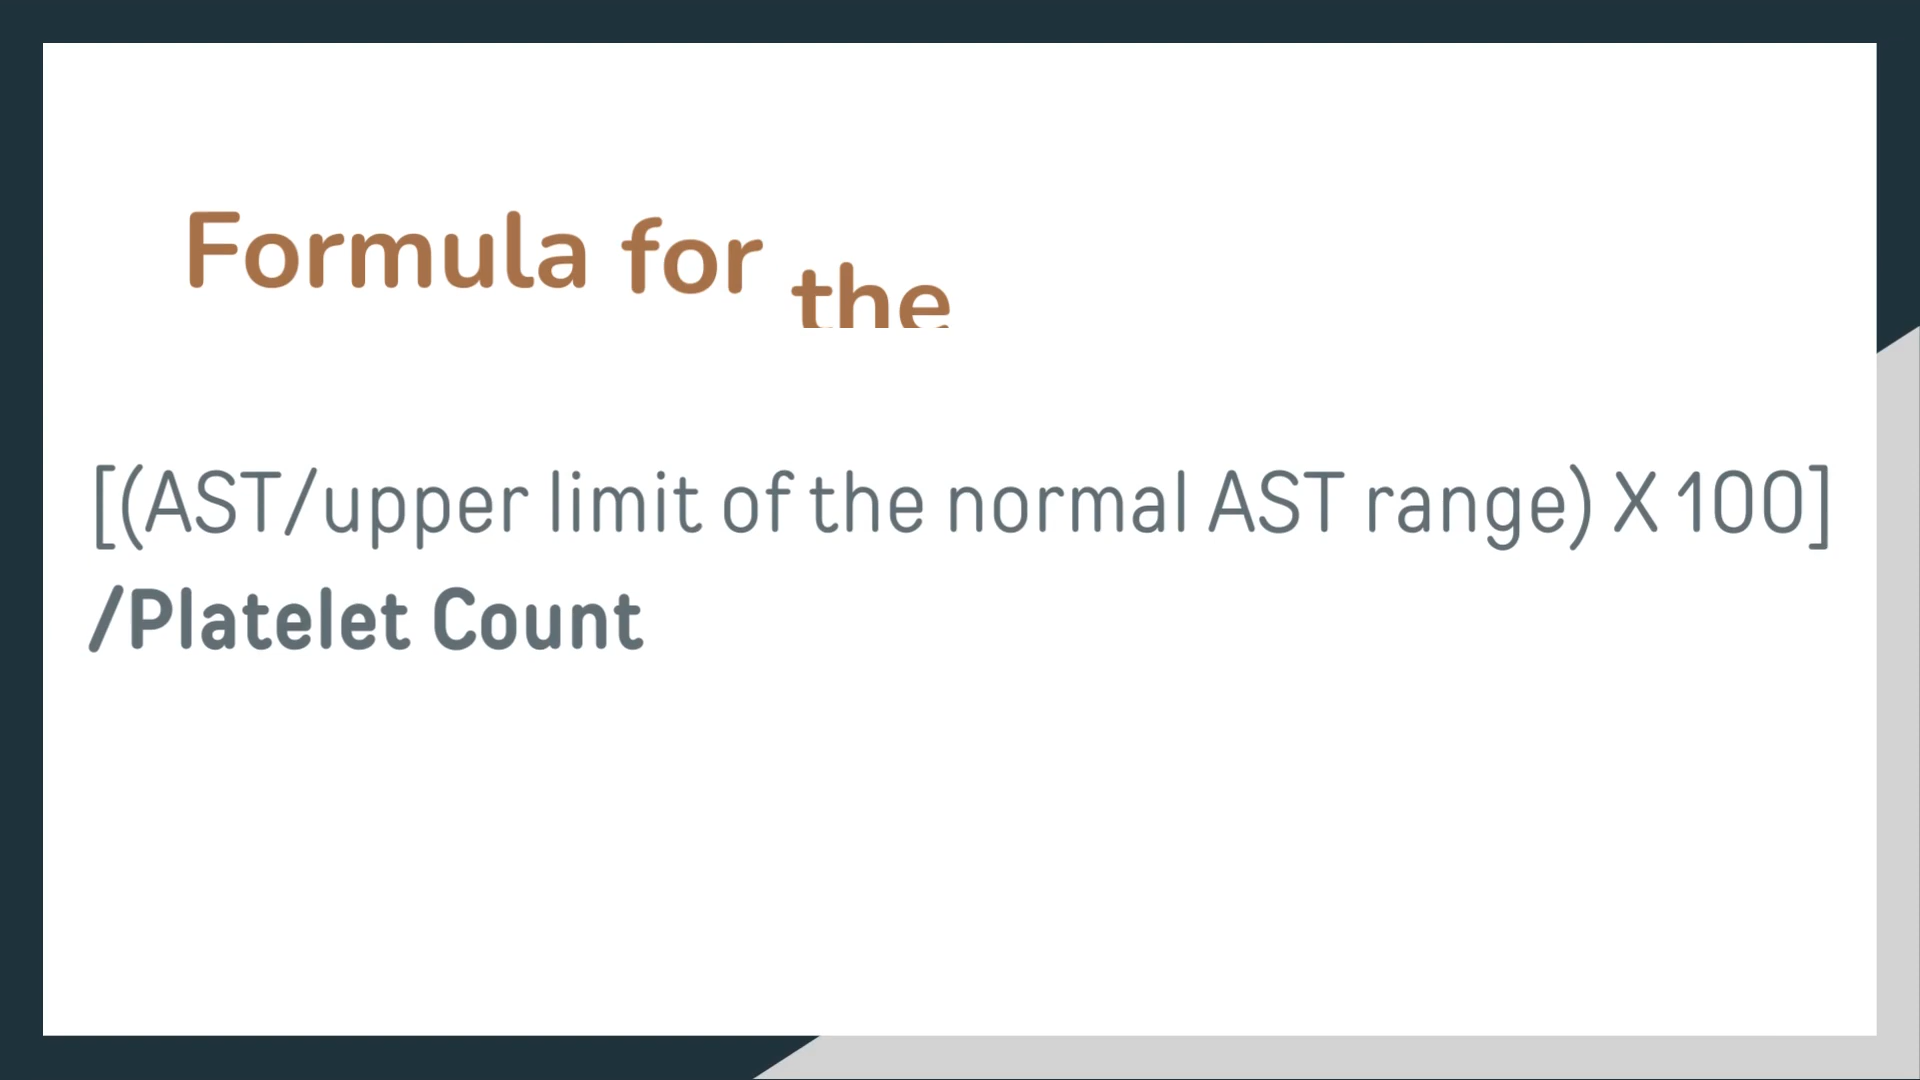 Formula for the
[(AST/upper limit of the normal AST range) X 100]
/Platelet Count